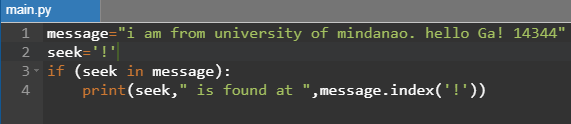 main.py
1 message="i am from university of mindanao. hello Ga! 14344"
2 seek='!'
3 if (seek in message):
4     print(seek," is found at ",message.index('!'))